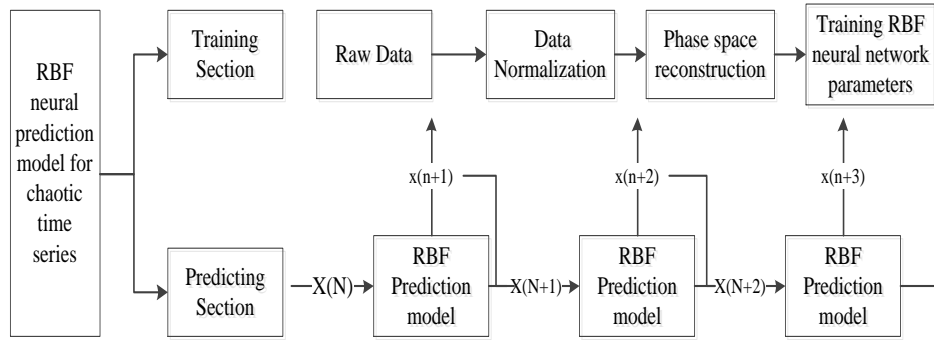 RBF
neural
prediction
model for
chaotic
time
series
Training
Section
Raw Data
Data
Normalization
Phase space
reconstruction
Training RBF
neural network
parameters
x(n+1)
x(n+2)
x(n+3)
Predicting
Section
X(N)
RBF
Prediction
model
X(N+1)
RBF
Prediction
model
X(N+2)
RBF
Prediction
model